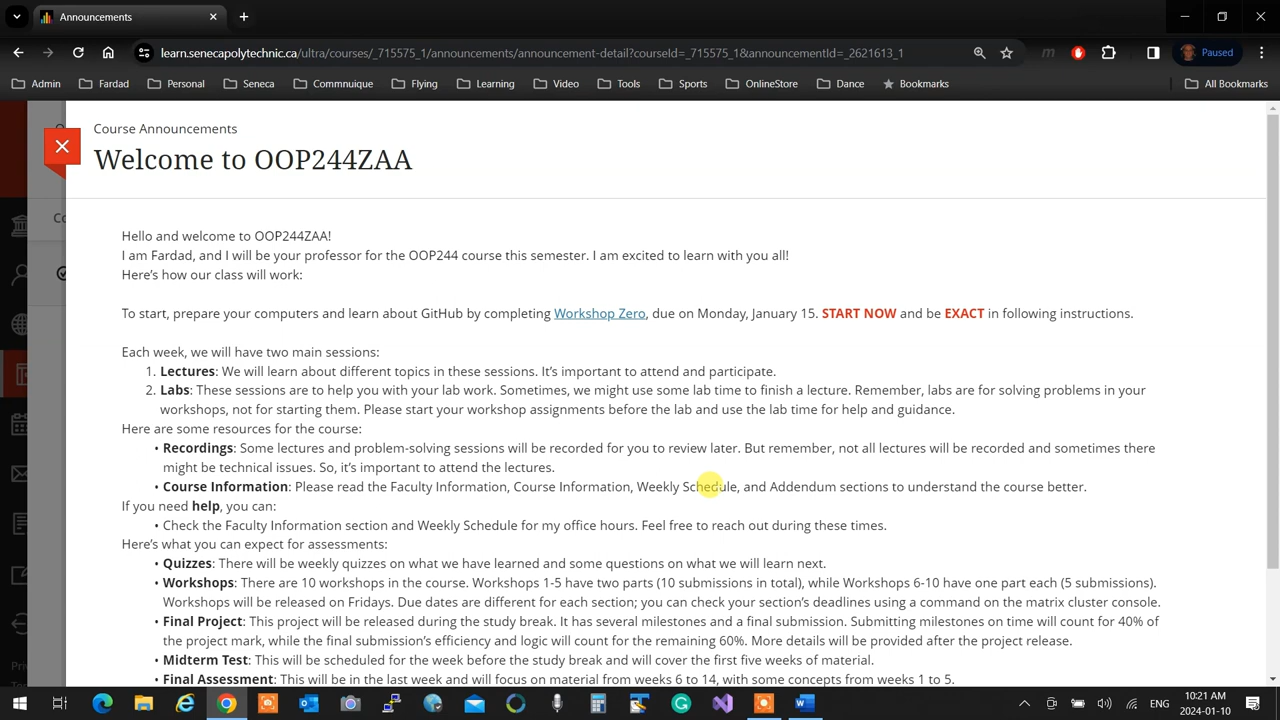 Announcements
learn.senecapolytechnic.ca/ultra/courses/_715575_1/announcements/announcement-detail?courseId=_715575_1&announcementId=_2621613_1
Paused
Admin Fardad Personal Seneca Commnuique Flying Learning Video Tools Sports OnlineStore Dance Bookmarks All Bookmarks
Course Announcements
Welcome to OOP244ZAA
Hello and welcome to OOP244ZAA!
I am Fardad, and I will be your professor for the OOP244 course this semester. I am excited to learn with you all!
Here's how our class will work:
To start, prepare your computers and learn about GitHub by completing Workshop Zero, due on Monday, January 15. START NOW and be EXACT in following instructions.
Each week, we will have two main sessions:
1. Lectures: We will learn about different topics in these sessions. It's important to attend and participate.
2. Labs: These sessions are to help you with your lab work. Sometimes, we might use some lab time to finish a lecture. Remember, labs are for solving problems in your
workshops, not for starting them. Please start your workshop assignments before the lab and use the lab time for help and guidance.
Here are some resources for the course:
• Recordings: Some lectures and problem-solving sessions will be recorded for you to review later. But remember, not all lectures will be recorded and sometimes there
might be technical issues. So, it's important to attend the lectures.
• Course Information: Please read the Faculty Information, Course Information, Weekly Schedule, and Addendum sections to understand the course better.
If you need help, you can:
• Check the Faculty Information section and Weekly Schedule for my office hours. Feel free to reach out during these times.
Here's what you can expect for assessments:
• Quizzes: There will be weekly quizzes on what we have learned and some questions on what we will learn next.
• Workshops: There are 10 workshops in the course. Workshops 1-5 have two parts (10 submissions in total), while Workshops 6-10 have one part each (5 submissions).
Workshops will be released on Fridays. Due dates are different for each section; you can check your section's deadlines using a command on the matrix cluster console.
• Final Project: This project will be released during the study break. It has several milestones and a final submission. Submitting milestones on time will count for 40% of
the project mark, while the final submission's efficiency and logic will count for the remaining 60%. More details will be provided after the project release.
• Midterm Test: This will be scheduled for the week before the study break and will cover the first five weeks of material.
• Final Assessment: This will be in the last week and will focus on material from weeks 6 to 14, with some concepts from weeks 1 to 5.
ENG
10:21 AM
2024-01-10